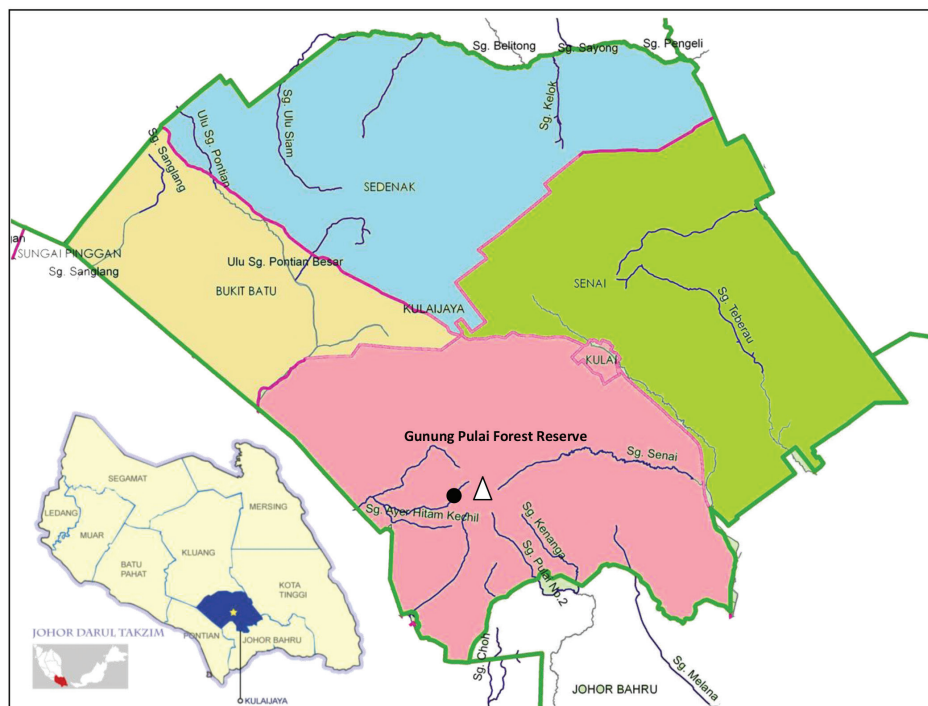 Sg. Belitong
Sg. Sayong
Sg. Pengeli
Sg. Kelok
Sg. Ulu Siam
Ulu Sg. Pontian
Sg. Sanglang
SEDENAK
SUNGAI PINGGAN
Sg. Sanglang
Ulu Sg. Pontian Besar
BUKIT BATU
KULAIJAYA
SENAI
Sg. Teberau
KULAI
Gunung Pulai Forest Reserve
Sg. Senai
Sg. Ayer Hitam Kechil
Sg. Kenanga
Sg. Pulai No.2
Sg. Choh
Sg. Melana
JOHOR BAHRU
SEGAMAT
LEDANG
MUAR
BATU
PAHAT
KLUANG
MERSING
KOTA
TINGGI
PONTIAN
JOHOR BAHRU
JOHOR DARUL TAKZIM
KULAIJAYA